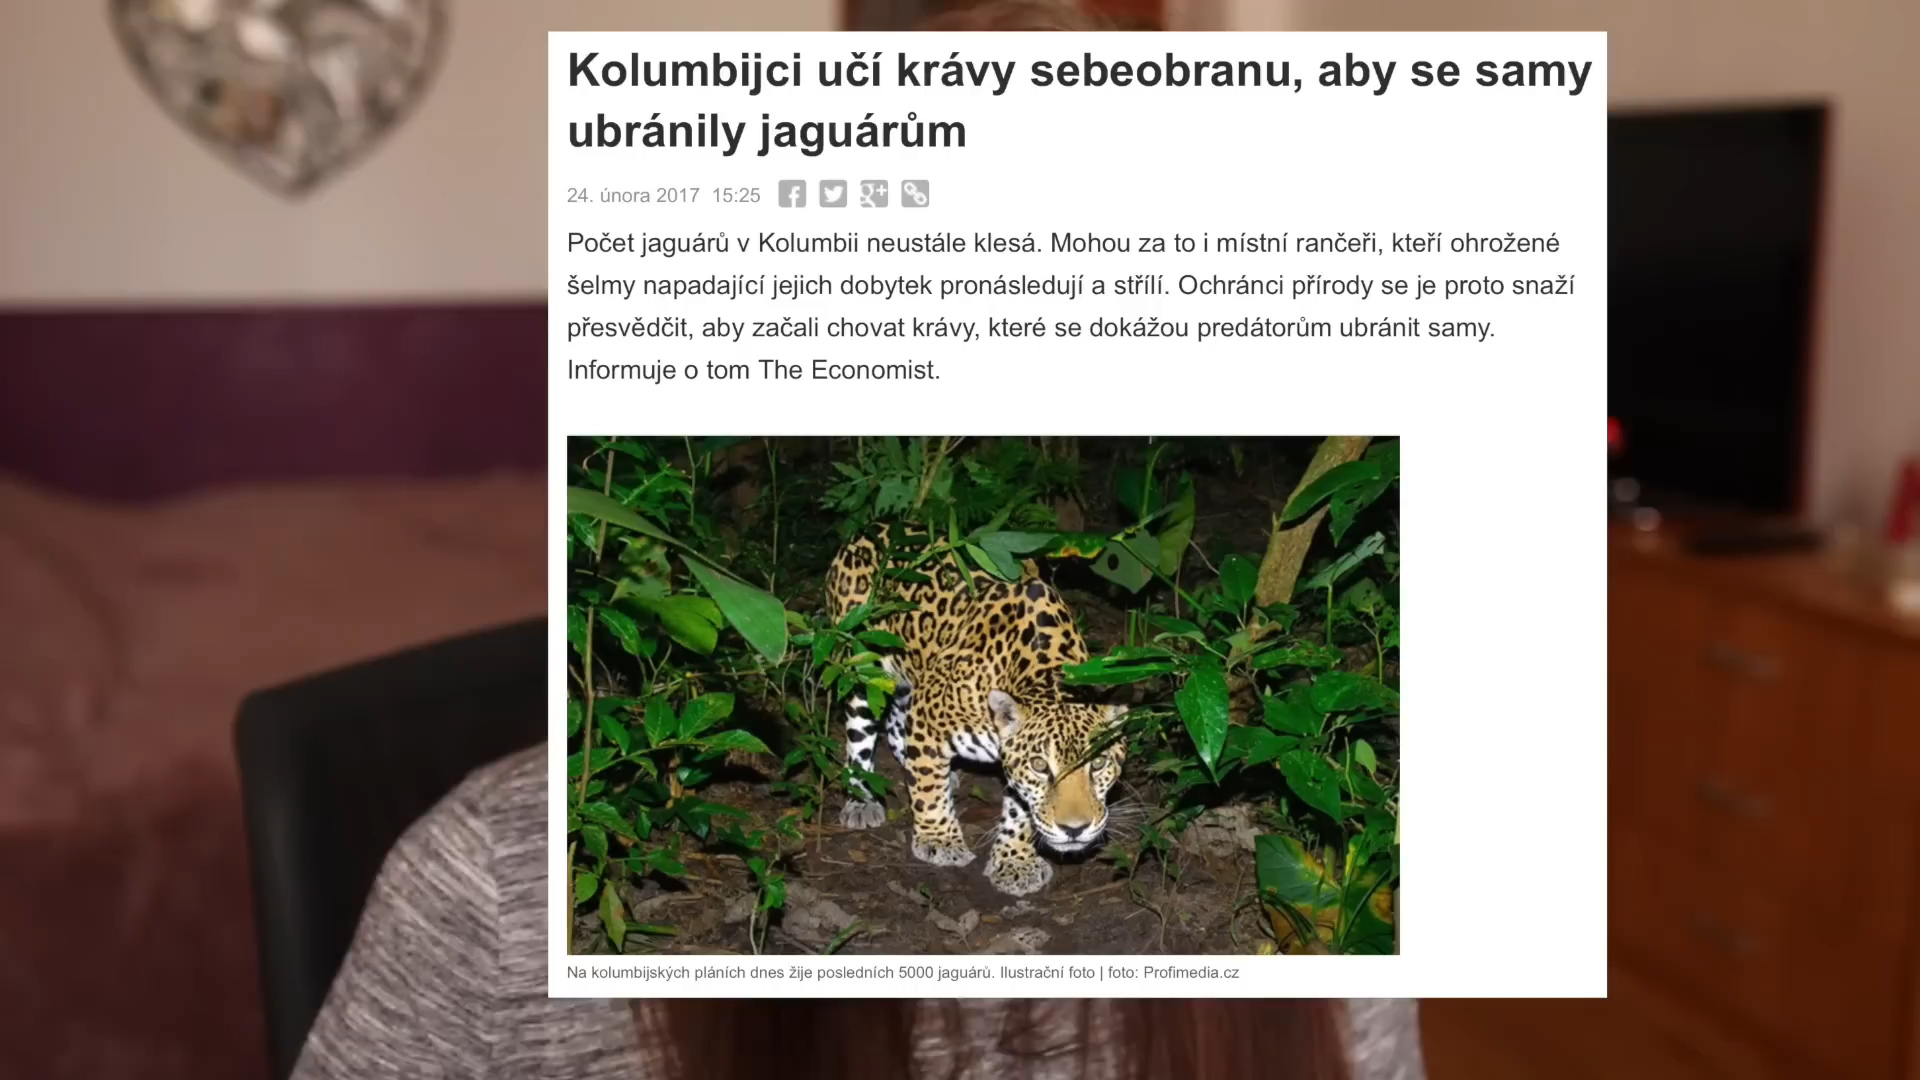 Kolumbijci učí krávy sebeobranu, aby se samy
ubránily jaguárům
24. února 2017 15:25
Počet jaguárů v Kolumbii neustále klesá. Mohou za to i místní rančeři, kteří ohrožené
šelmy napadající jejich dobytek pronásledují a střílí. Ochránci přírody se je proto snaží
přesvědčit, aby začali chovat krávy, které se dokážou predátorům ubránit samy.
Informuje o tom The Economist.
Na kolumbijských pláních dnes žije posledních 5000 jaguárů. Ilustrační foto | foto: Profimedia.cz